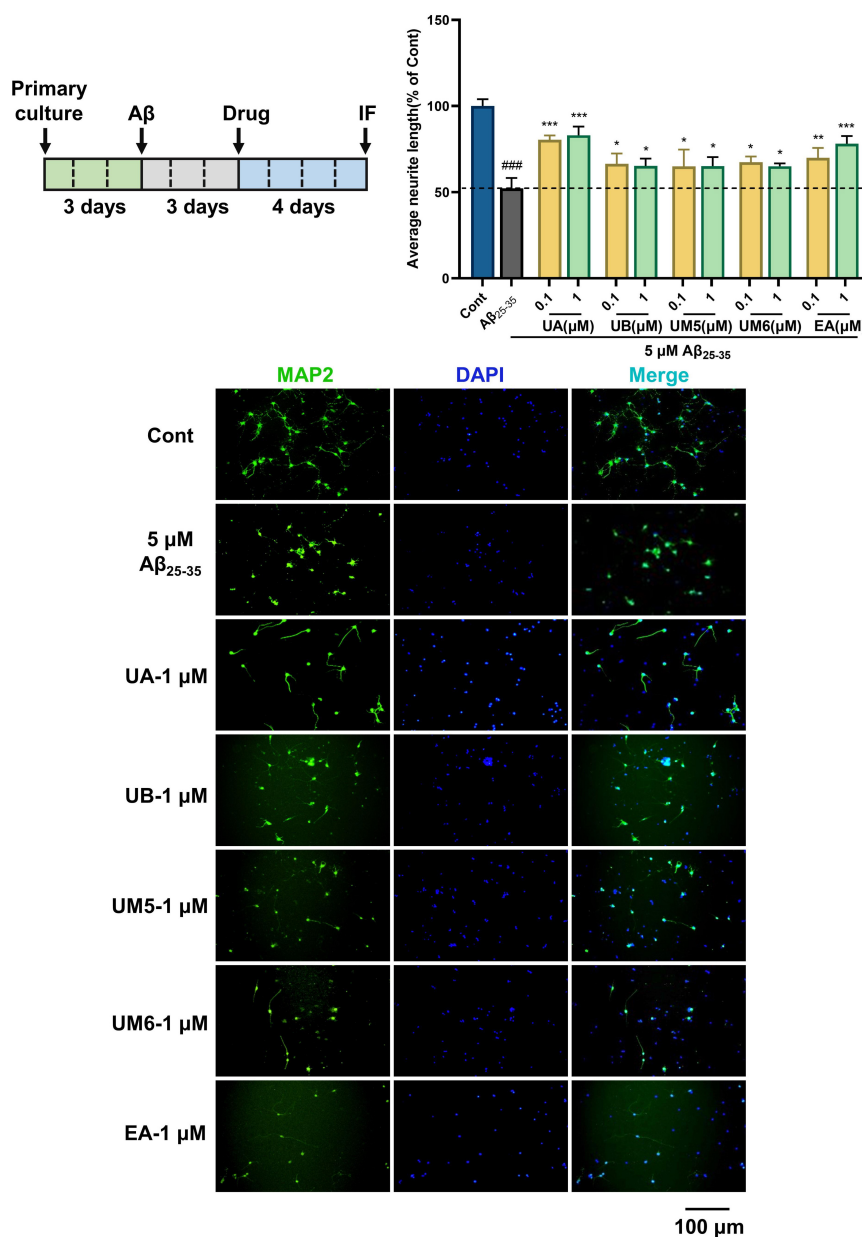 Primary
culture
Aβ
Drug
IF
3 days
3 days
4 days
Average neurite length(% of Cont)
150
100
50
0
###
***
***
*
*
*
*
*
*
**
***
Cont
Aβ25-35
0.1
1
0.1
1
0.1
1
0.1
1
0.1
1
UA(μM)
UB(μM)
UM5(μM)
UM6(μM)
EA(μM
5 μM Aβ25-35
MAP2
DAPI
Merge
Cont
5 μM
Aβ25-35
UA-1 μM
UB-1 μM
UM5-1 μM
UM6-1 μM
EA-1 μM
100 μm